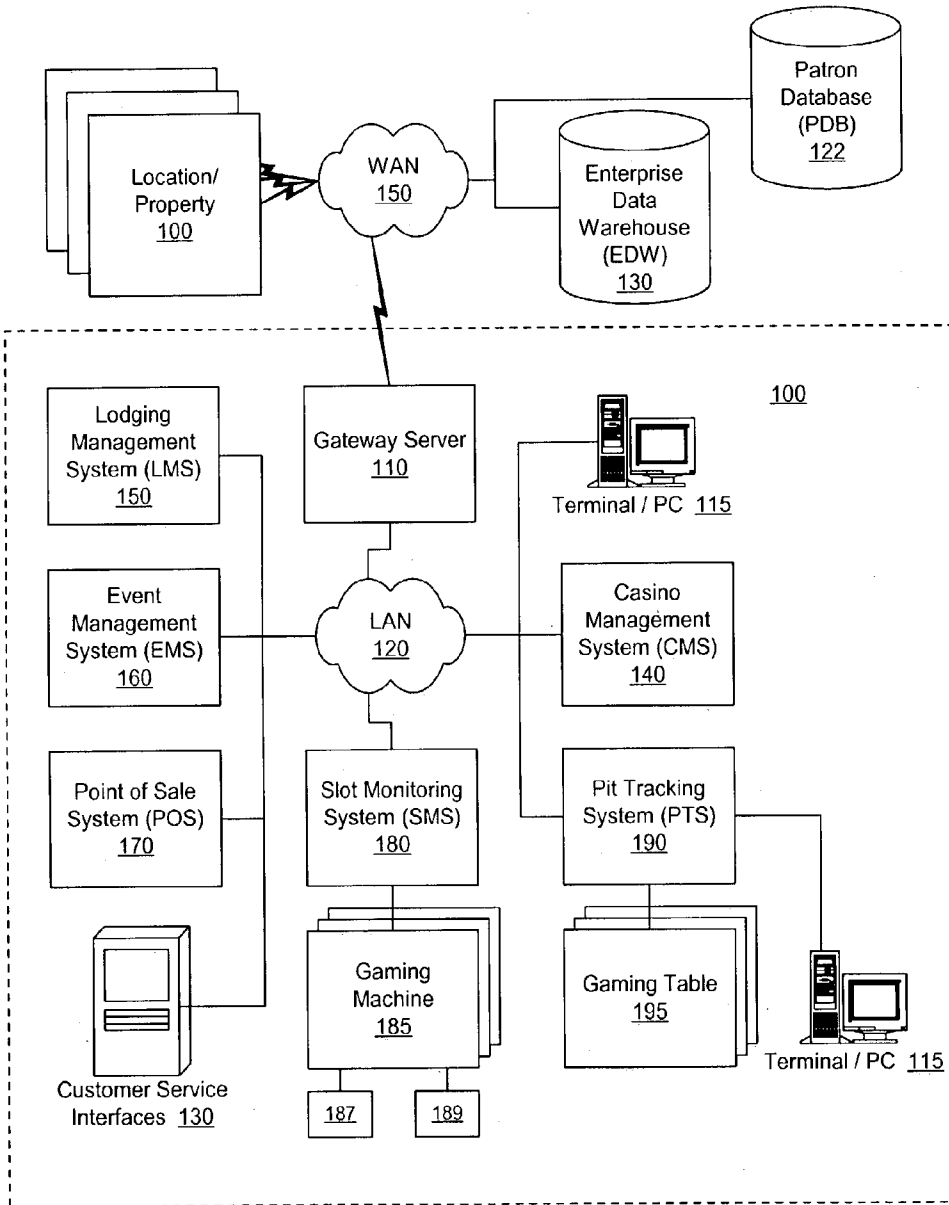 Patron
Database
(PDB)
122
WAN
150
Enterprise
Data
Warehouse
(EDW)
130
Location/
Property
100
100
Lodging
Management
System (LMS)
150
Gateway Server
110
Terminal / PC 115
Event
Management
System (EMS)
160
LAN
120
Casino
Management
System (CMS)
140
Point of Sale
System (POS)
170
Slot Monitoring
System (SMS)
180
Pit Tracking
System (PTS)
190
Gaming
Machine
185
Gaming Table
195
Terminal / PC 115
Customer Service
Interfaces 130
187
189